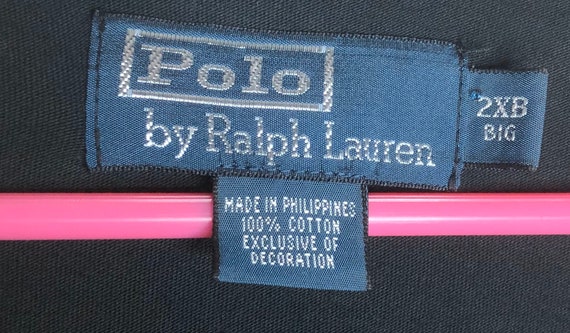 Polo
by Ralph Lauren
2XB
BIG
MADE IN PHILIPPINES
100% COTTON
EXCLUSIVE OF
DECORATION